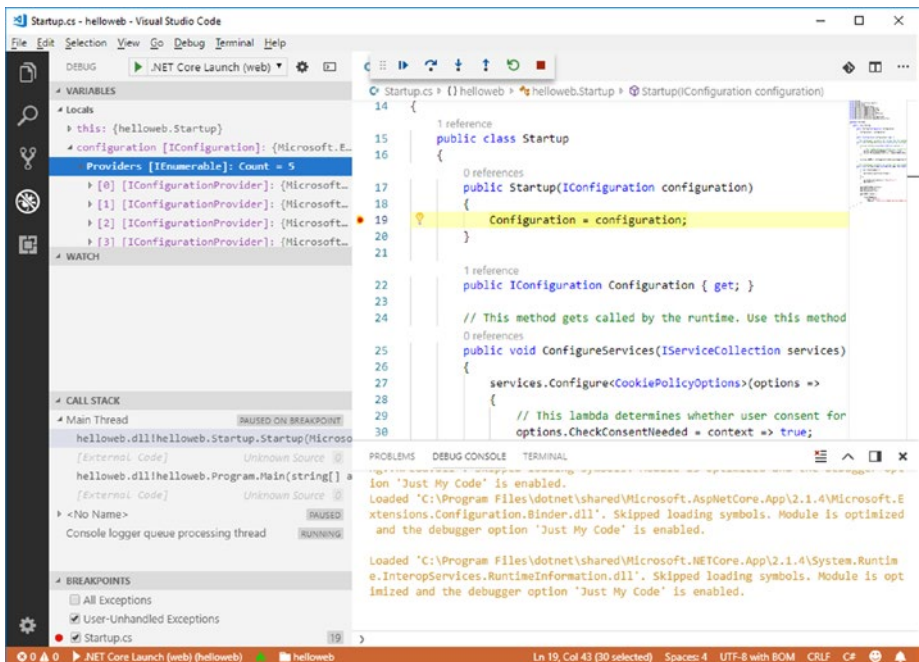 Startup.cs - helloweb - Visual Studio Code
File Edit Selection View Go Debug Terminal Help
DEBUG .NET Core Launch (web)
VARIABLES
Locals
this: {helloweb.Startup}
configuration [IConfiguration]: {Microsoft.E…
Providers [IEnumerable]: Count = 5
[0] [IConfigurationProvider]: {Microsoft…
[1] [IConfigurationProvider]: {Microsoft…
[2] [IConfigurationProvider]: {Microsoft…
[3] [IConfigurationProvider]: {Microsoft…
WATCH
CALL STACK
Main Thread PAUSED ON BREAKPOINT
helloweb.dll!helloweb.Startup.Startup(Microso
[External Code] Unknown Source 0
helloweb.dll!helloweb.Program.Main(string[] a
[External Code] Unknown Source 0
<No Name> PAUSED
Console logger queue processing thread RUNNING
BREAKPOINTS
All Exceptions
User-Unhandled Exceptions
Startup.cs 19
Startup.cs {} helloweb helloweb.Startup Startup(IConfiguration configuration)
14 {
1 reference
15 public class Startup
16 {
0 references
17 public Startup(IConfiguration configuration)
18 {
19 Configuration = configuration;
20 }
21
1 reference
22 public IConfiguration Configuration { get; }
23
24 // This method gets called by the runtime. Use this method
0 references
25 public void ConfigureServices(IServiceCollection services)
26 {
27 services.Configure<CookiePolicyOptions>(options =>
28 {
29 // This lambda determines whether user consent for
30 options.CheckConsentNeeded = context => true;
PROBLEMS DEBUG CONSOLE TERMINAL
ion 'Just My Code' is enabled.
Loaded 'C:\Program Files\dotnet\shared\Microsoft.AspNetCore.App\2.1.4\Microsoft.E
xtensions.Configuration.Binder.dll'. Skipped loading symbols. Module is optimized
and the debugger option 'Just My Code' is enabled.
Loaded 'C:\Program Files\dotnet\shared\Microsoft.NETCore.App\2.1.4\System.Runtim
e.InteropServices.RuntimeInformation.dll'. Skipped loading symbols. Module is opt
imized and the debugger option 'Just My Code' is enabled.
0 0 .NET Core Launch (web) (helloweb) helloweb Ln 19, Col 43 (30 selected) Spaces: 4 UTF-8 with BOM CRLF C#